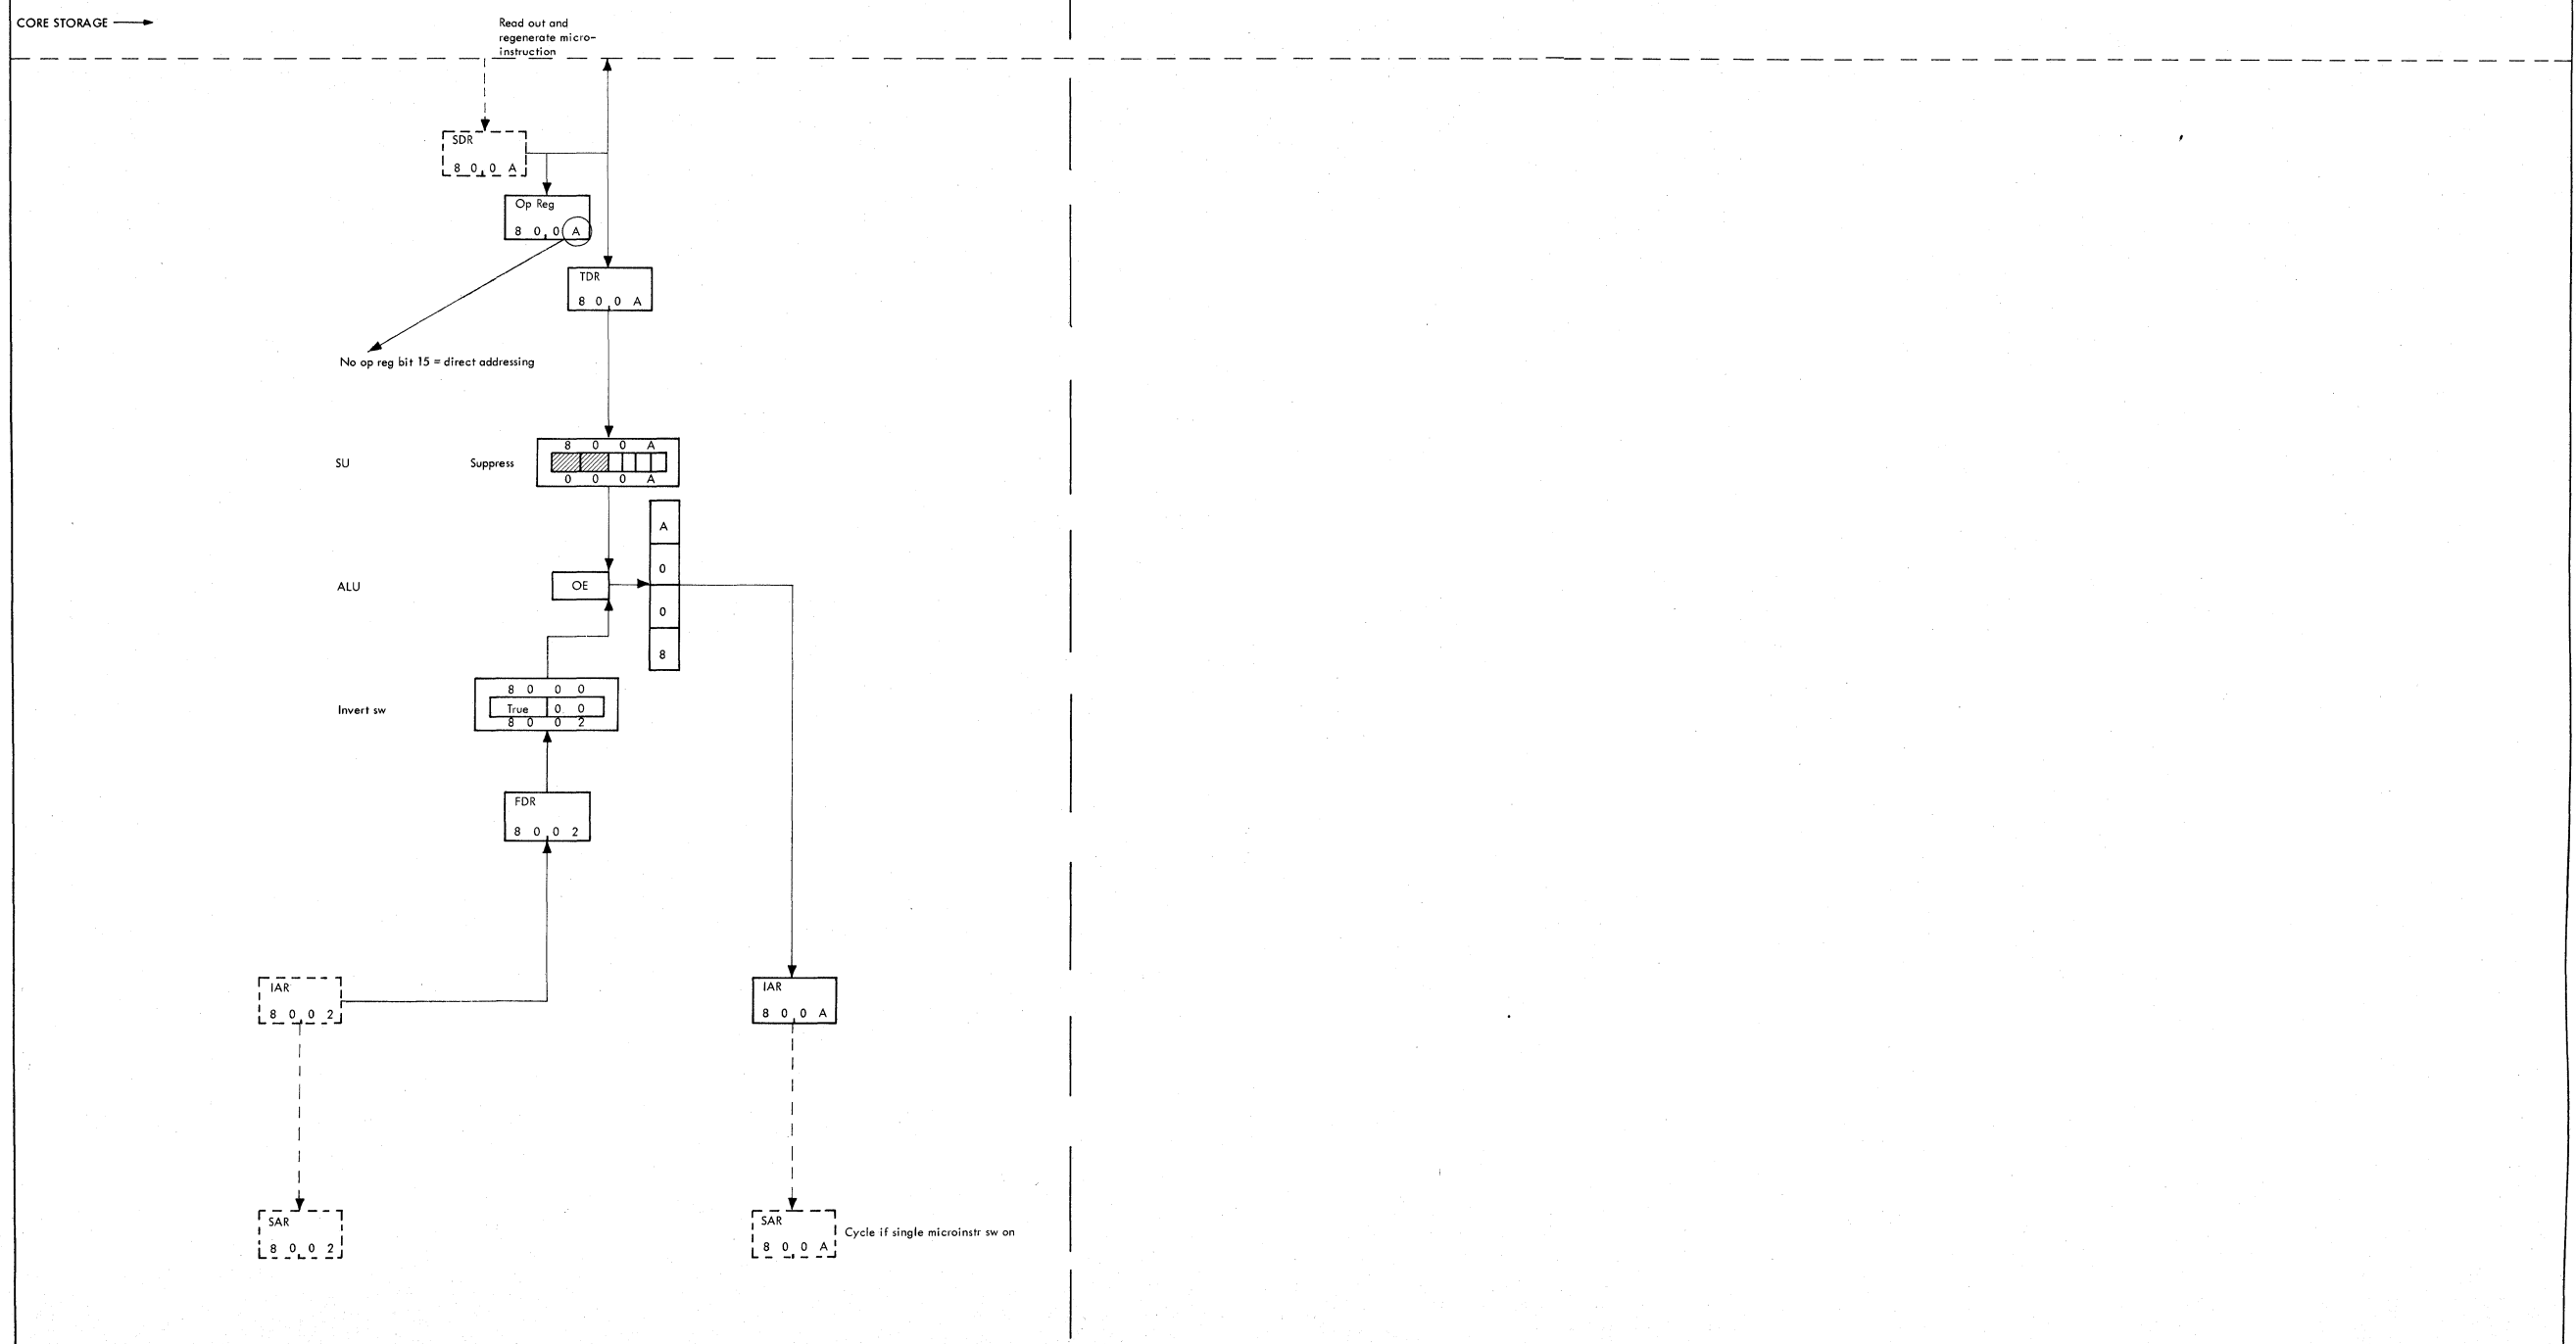 CORE STORAGE
Read out and
regenerate micro-
instruction
SDR
8 0 0 A
Op Reg
8 0 0 A
TDR
8 0 0 A
No op reg bit 15 = direct addressing
8 0 0 A
SU
Suppress
0 0 0 A
A
0
ALU
OE
0
8
8 0 0 0
Invert sw
True 0 0
8 0 0 2
FDR
8 0 0 2
IAR
8 0 0 2
IAR
8 0 0 A
SAR
8 0 0 2
SAR
8 0 0 A
Cycle if single microinstr sw on